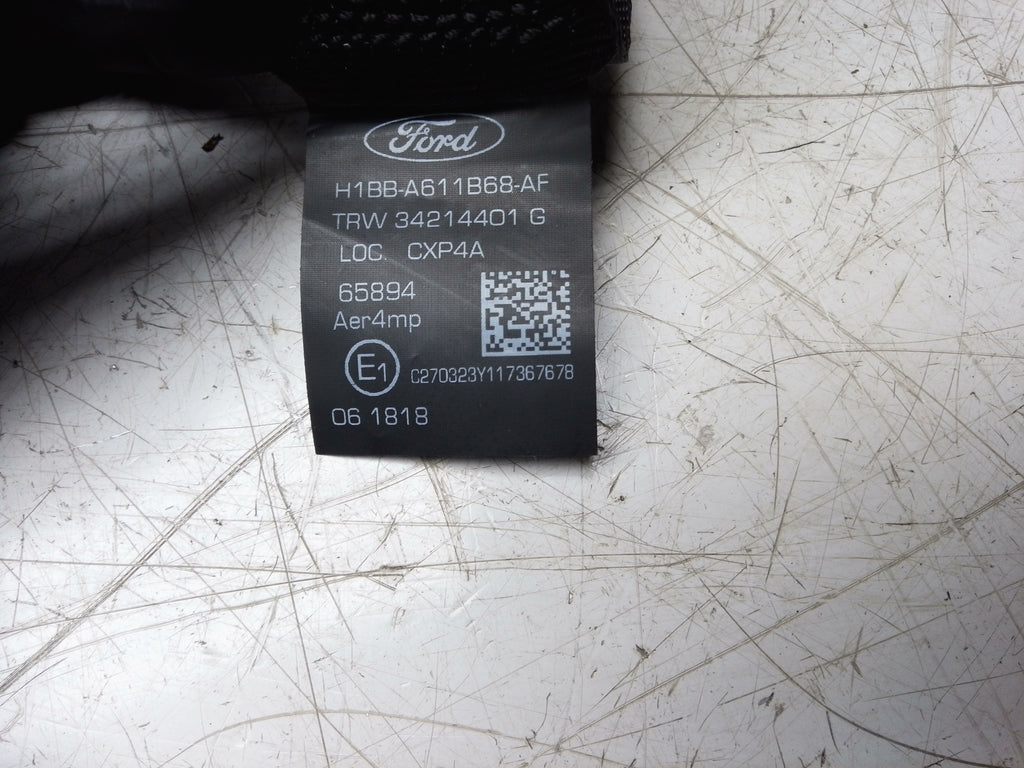 Ford
H1BB-A611B68-AF
TRW 34214401 G
LOC. CXP4A
65894
Aer4mp
E1 C270323Y117367678
06 1818